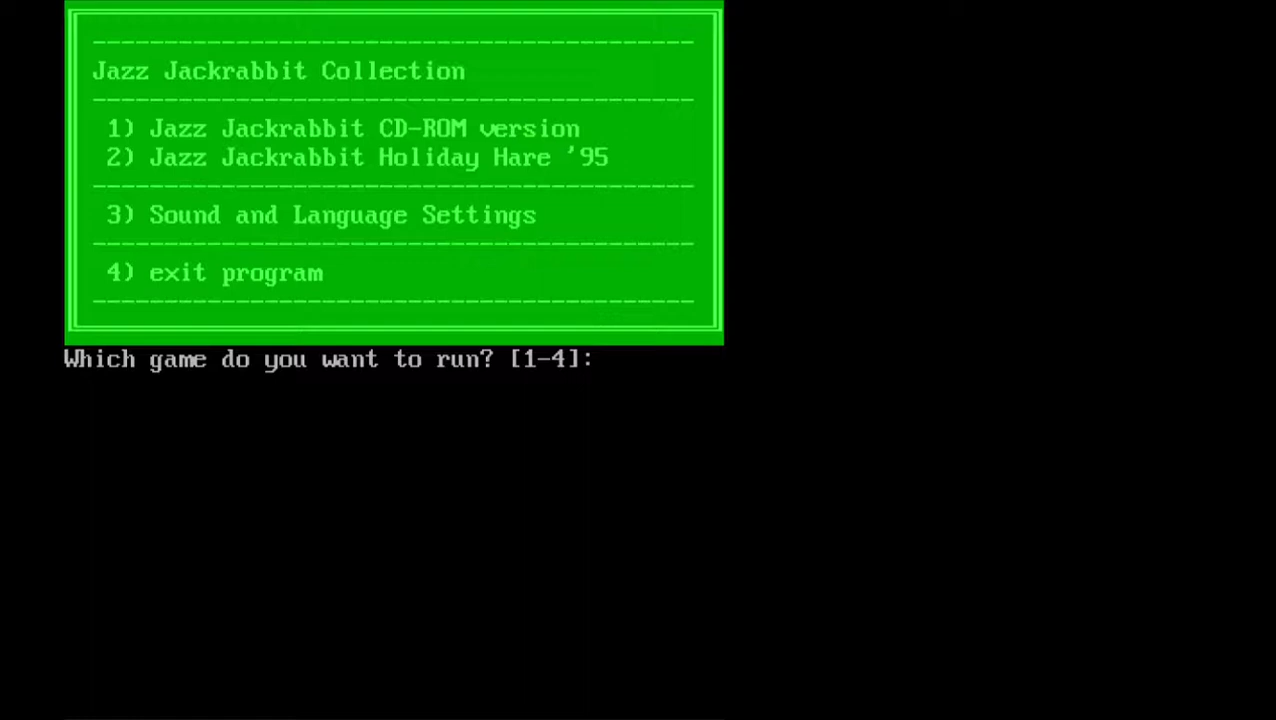 Jazz Jackrabbit Collection
1) Jazz Jackrabbit CD-ROM version
2) Jazz Jackrabbit Holiday Hare '95
3) Sound and Language Settings
4) exit program
Which game do you want to run? [1-4]: